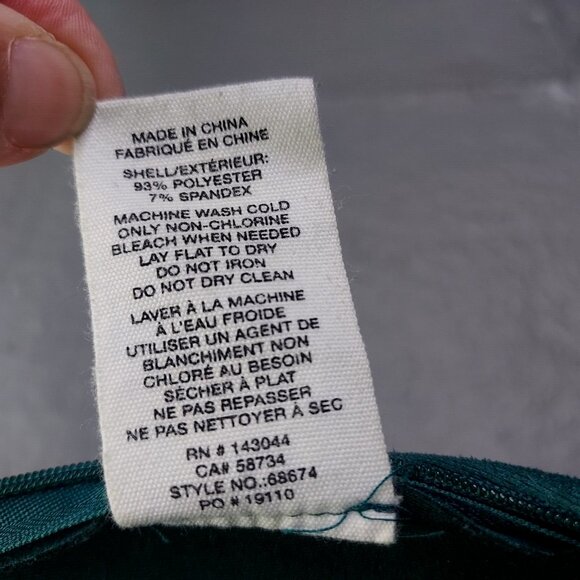 MADE IN CHINA
FABRIQUÉ EN CHINE
SHELL/EXTÉRIEUR:
93% POLYESTER
7% SPANDEX
MACHINE WASH COLD
ONLY NON-CHLORINE
BLEACH WHEN NEEDED
LAY FLAT TO DRY
DO NOT IRON
DO NOT DRY CLEAN
LAVER À LA MACHINE
À L'EAU FROIDE
UTILISER UN AGENT DE
BLANCHIMENT NON
CHLORÉ AU BESOIN
SÉCHER À PLAT
NE PAS REPASSER
NE PAS NETTOYER À SEC
RN # 143044
CA# 58734
STYLE NO.:68674
PO # 19110